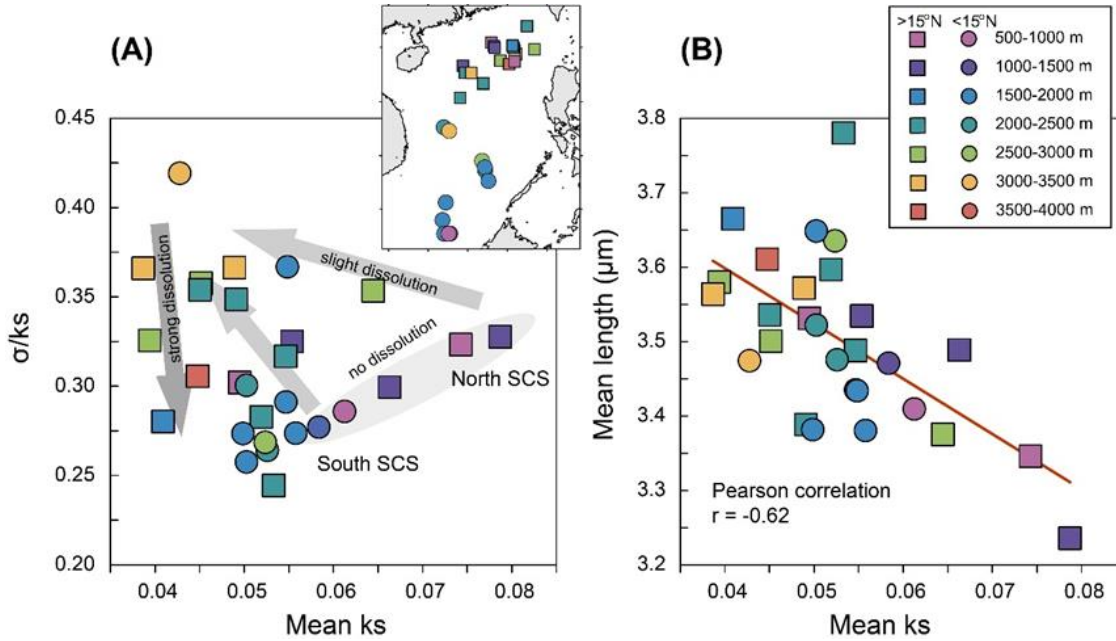 (A)
(B)
>15°N <15°N
500-1000 m
1000-1500 m
1500-2000 m
2000-2500 m
2500-3000 m
3000-3500 m
3500-4000 m
0.45
0.40
0.35
0.30
0.25
0.20
σ/ks
0.04 0.05 0.06 0.07 0.08
Mean ks
strong dissolution
slight dissolution
no dissolution
North SCS
South SCS
3.8
3.7
3.6
3.5
3.4
3.3
3.2
Mean length (μm)
Pearson correlation
r = -0.62
0.04 0.05 0.06 0.07 0.08
Mean ks